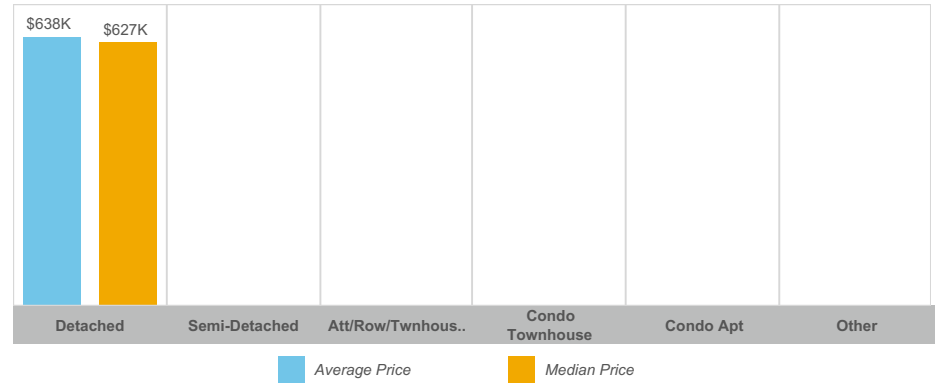 $638K
$627K
Detached
Semi-Detached
Att/Row/Twnhous..
Condo
Townhouse
Condo Apt
Other
Average Price
Median Price